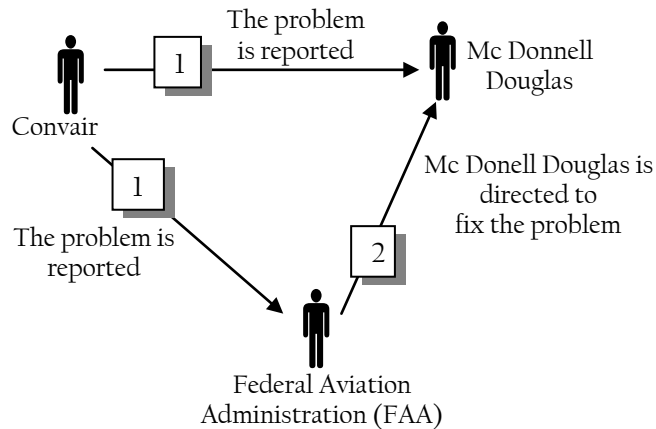 The problem
is reported
1
Mc Donnell
Douglas
Convair
1
Mc Donell Douglas is
directed to
fix the problem
The problem is
reported
2
Federal Aviation
Administration (FAA)